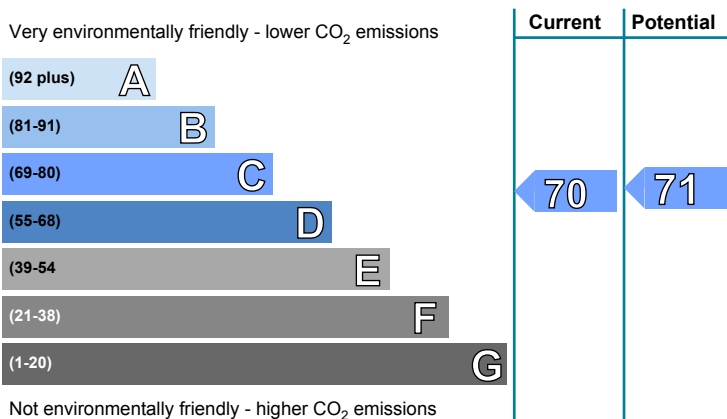 Very environmentally friendly - lower CO2 emissions
Current
Potential
(92 plus) A
(81-91) B
(69-80) C
(55-68) D
(39-54 E
(21-38) F
(1-20) G
70
71
Not environmentally friendly - higher CO2 emissions